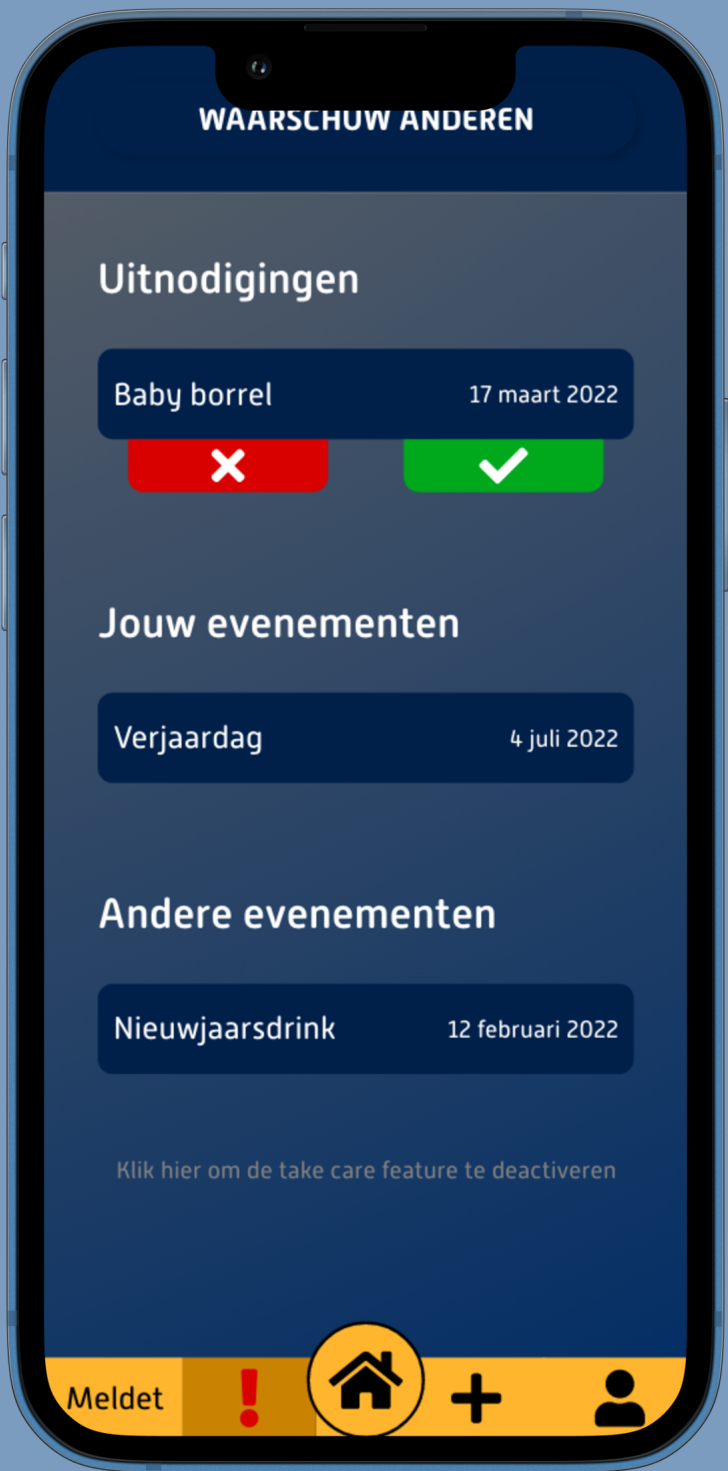 WAARSCHUW ANDEREN
Uitnodigingen
Baby borrel 17 maart 2022
Jouw evenementen
Verjaardag 4 juli 2022
Andere evenementen
Nieuwjaarsdrink 12 februari 2022
Klik hier om de take care feature te deactiveren
Meldet